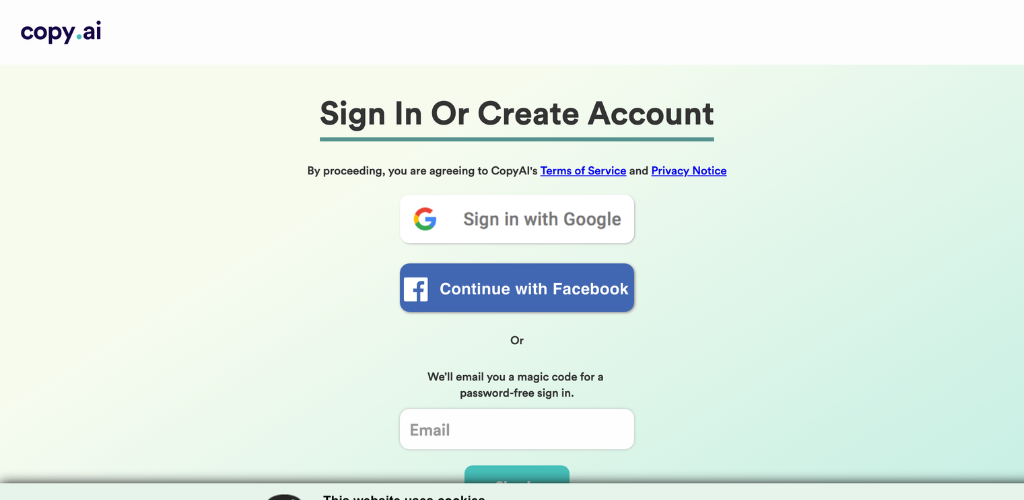 copy.ai
Sign In Or Create Account
By proceeding, you are agreeing to CopyAI's Terms of Service and Privacy Notice
Sign in with Google
Continue with Facebook
Or
We'll email you a magic code for a
password-free sign in.
Email
This website uses cookies